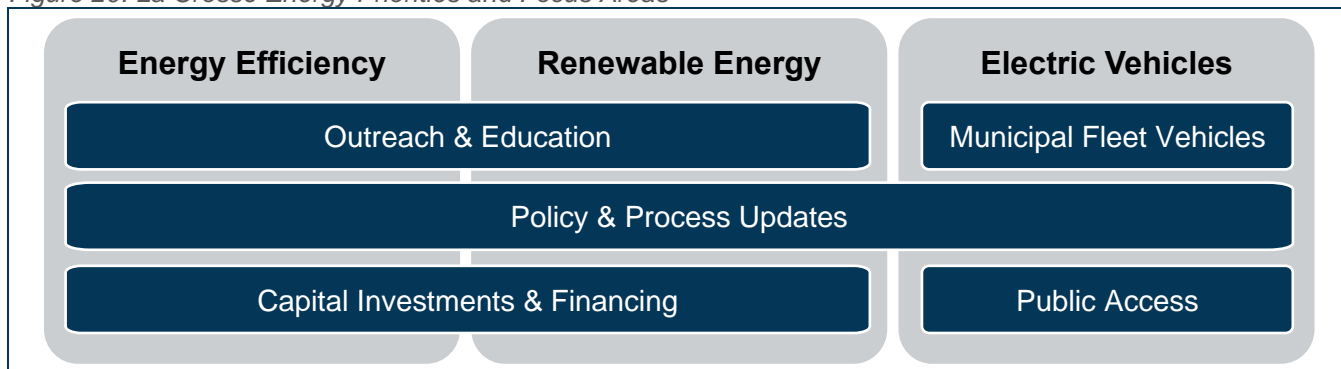 Energy Efficiency
Renewable Energy
Electric Vehicles
Outreach & Education
Municipal Fleet Vehicles
Policy & Process Updates
Capital Investments & Financing
Public Access